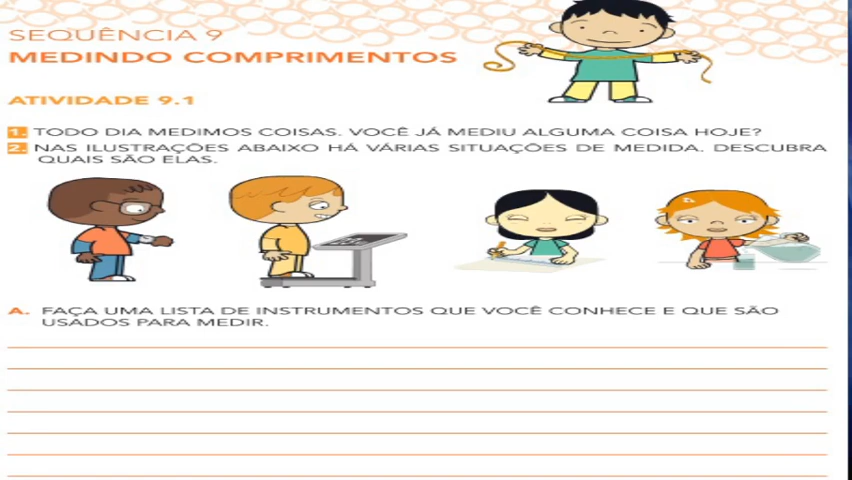 SEQUÊNCIA 9
MEDINDO COMPRIMENTOS
ATIVIDADE 9.1
1. TODO DIA MEDIMOS COISAS. VOCÊ JÁ MEDIU ALGUMA COISA HOJE?
2. NAS ILUSTRAÇÕES ABAIXO HÁ VÁRIAS SITUAÇÕES DE MEDIDA. DESCUBRA
QUAIS SÃO ELAS.
A. FAÇA UMA LISTA DE INSTRUMENTOS QUE VOCÊ CONHECE E QUE SÃO
USADOS PARA MEDIR.